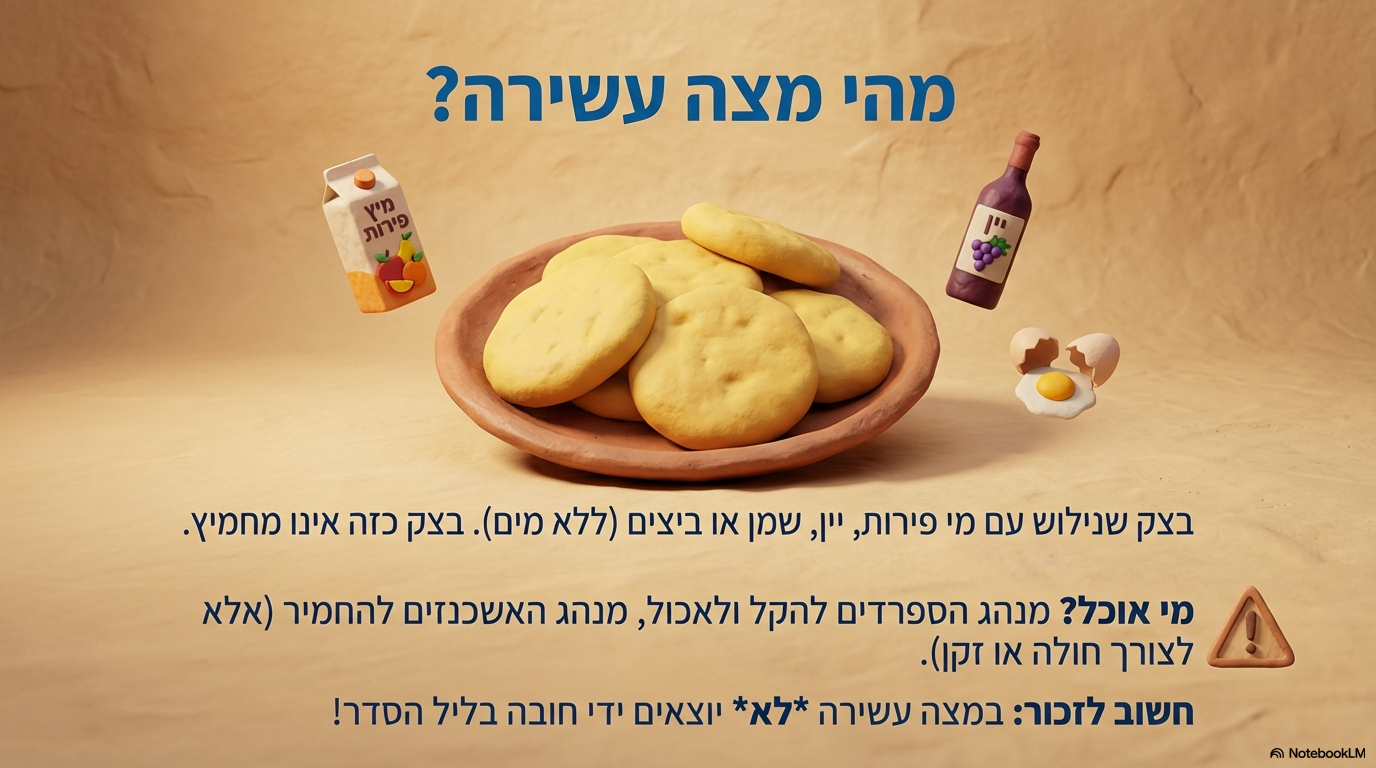 מהי מצה עשירה?
מיץ
פירות
יין
בצק שנילוש עם מי פירות, יין, שמן או ביצים (ללא מים). בצק כזה אינו מחמיץ.
מי אוכל? מנהג הספרדים להקל ולאכול, מנהג האשכנזים להחמיר (אלא
לצורך חולה או זקן).
חשוב לזכור: במצה עשירה *לא* יוצאים ידי חובה בליל הסדר!
NotebookLM